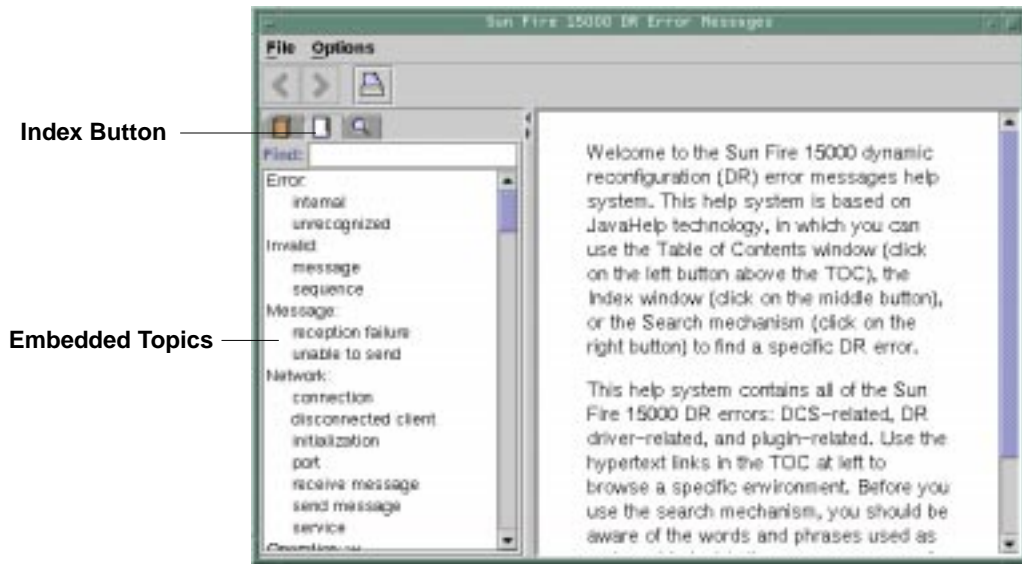 Sun Fire 15000 DR Error Messages
File Options
Index Button
Find:
Error:
internal
unrecognized
Invalid:
message
sequence
Message:
Embedded Topics
reception failure
unable to send
Network:
connection
disconnected client
initialization
port
receive message
send message
service
Welcome to the Sun Fire 15000 dynamic
reconfiguration (DR) error messages help
system. This help system is based on
JavaHelp technology, in which you can
use the Table of Contents window (click
on the left button above the TOC), the
Index window (click on the middle button),
or the Search mechanism (click on the
right button) to find a specific DR error.
This help system contains all of the Sun
Fire 15000 DR errors: DCS-related, DR
driver-related, and plugin-related. Use the
hypertext links in the TOC at left to
browse a specific environment. Before you
use the search mechanism, you should be
aware of the words and phrases used as